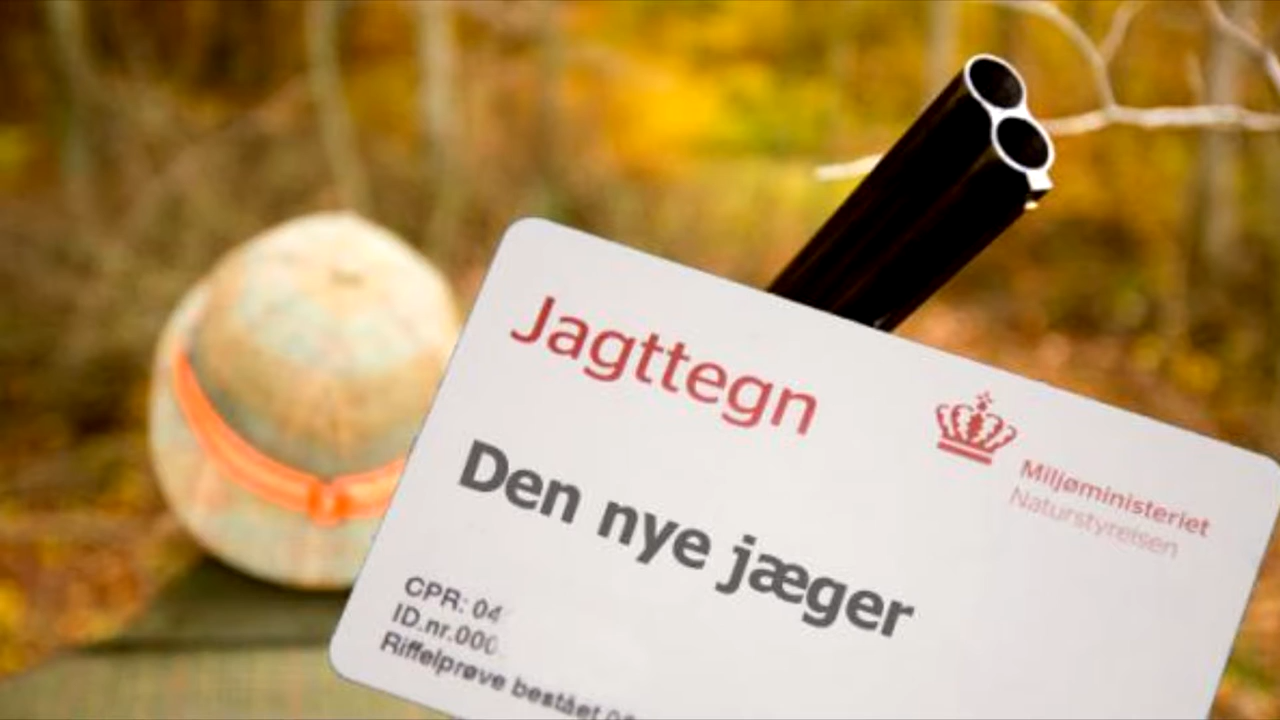 Jagttegn
Miljøministeriet
Naturstyrelsen
Den nye jæger
CPR: 04
ID.nr.000
Riffelprøve bestået